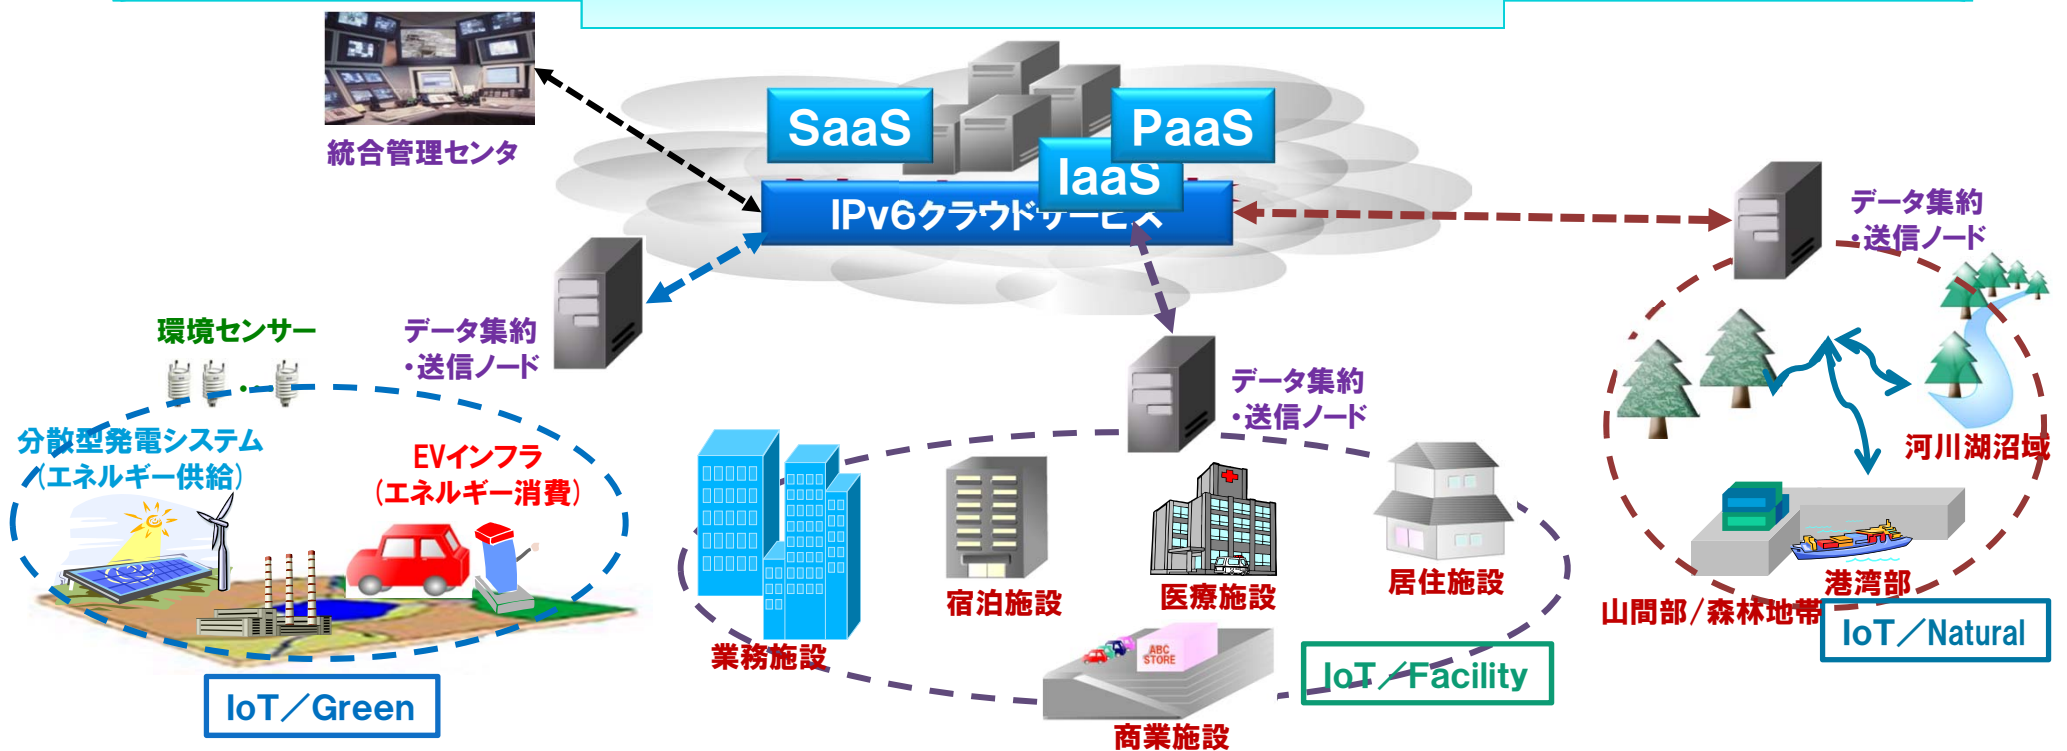 統合管理センタ
SaaS
PaaS
IaaS
IPv6クラウドサービス
データ集約
・送信ノード
環境センサー
データ集約
・送信ノード
データ集約
・送信ノード
分散型発電システム
(エネルギー供給)
EVインフラ
(エネルギー消費)
河川湖沼域
宿泊施設
医療施設
居住施設
港湾部
山間部/森林地帯
IoT／Natural
業務施設
ABC
STORE
IoT／Facility
IoT／Green
商業施設